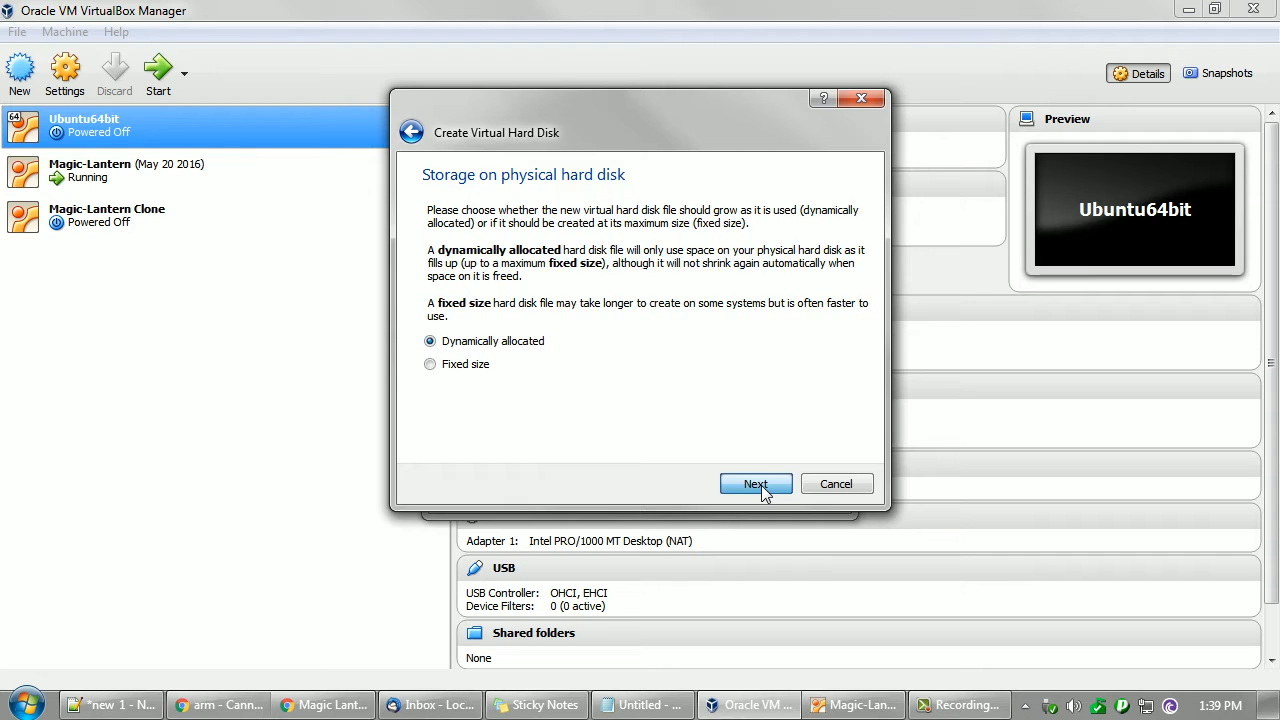 Oracle VM VirtualBox Manager
File Machine Help
New Settings Discard Start
Details Snapshots
64
Ubuntu64bit
Powered Off
Magic-Lantern (May 20 2016)
Running
Magic-Lantern Clone
Powered Off
?
Create Virtual Hard Disk
Storage on physical hard disk
Please choose whether the new virtual hard disk file should grow as it is used (dynamically
allocated) or if it should be created at its maximum size (fixed size).
A dynamically allocated hard disk file will only use space on your physical hard disk as it
fills up (up to a maximum fixed size), although it will not shrink again automatically when
space on it is freed.
A fixed size hard disk file may take longer to create on some systems but is often faster to
use.
Dynamically allocated
Fixed size
Next Cancel
Preview
Ubuntu64bit
Adapter 1: Intel PRO/1000 MT Desktop (NAT)
USB
USB Controller: OHCI, EHCI
Device Filters: 0 (0 active)
Shared folders
None
*new 1 - N... arm - Cann... Magic Lant... Inbox - Loc... Sticky Notes Untitled - ... Oracle VM ... Magic-Lan... Recording... 1:39 PM